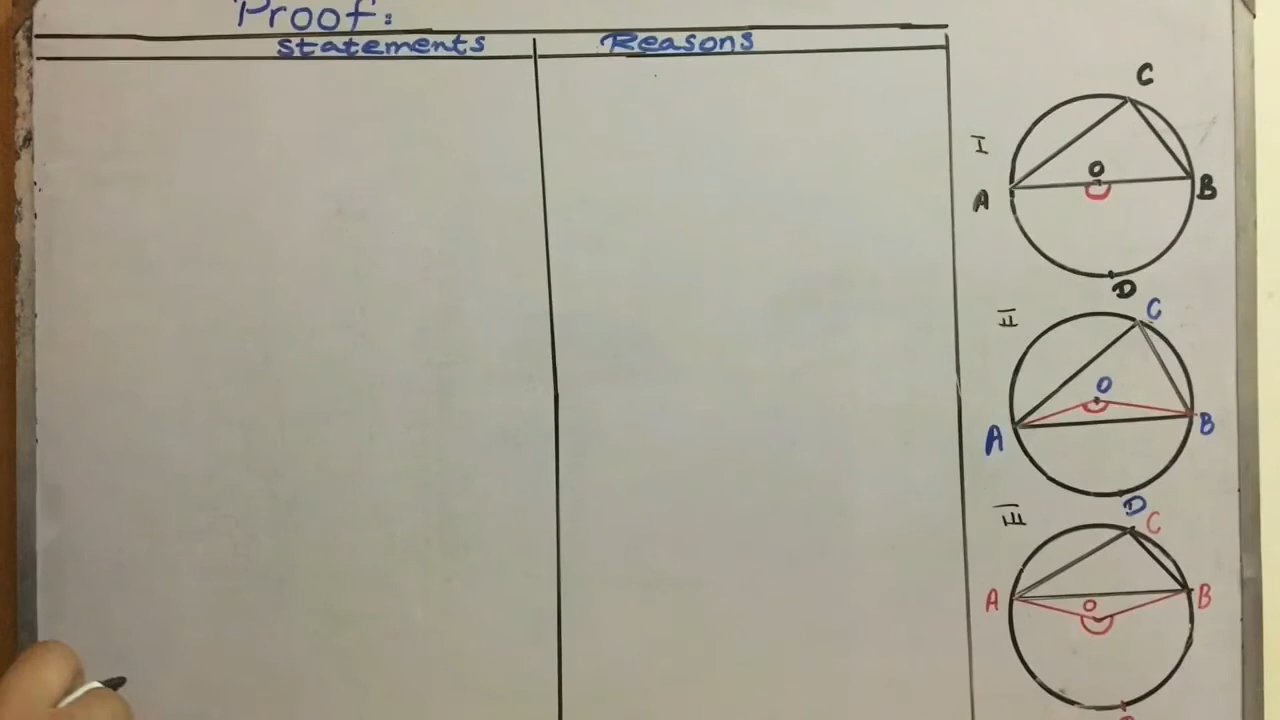 Proof:
Statements Reasons
I
C
O
A B
D
II
C
O
A B
D
III
C
A O B